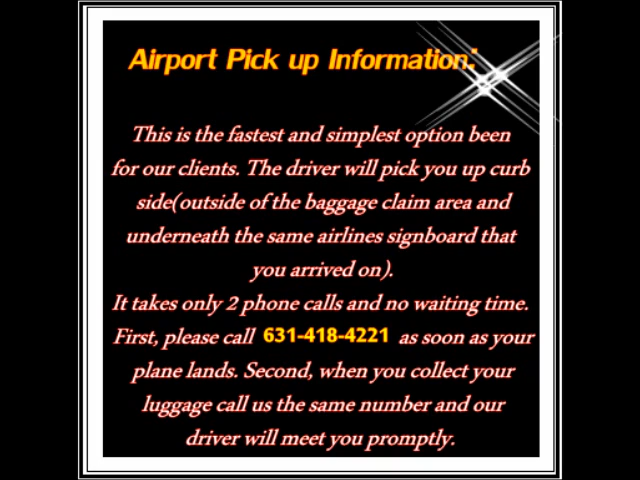 Airport Pick up Information:
This is the fastest and simplest option been
for our clients. The driver will pick you up curb
side(outside of the baggage claim area and
underneath the same airlines signboard that
you arrived on).
It takes only 2 phone calls and no waiting time.
First, please call 631-418-4221 as soon as your
plane lands. Second, when you collect your
luggage call us the same number and our
driver will meet you promptly.